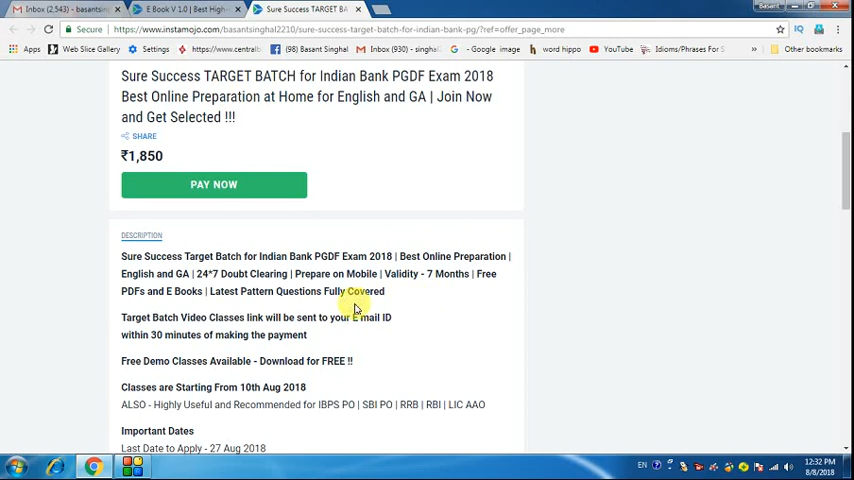 Inbox (2,543) - basantsin
E Book V 1.0 | Best High-
Sure Success TARGET BA
Basant
Secure
https://www.instamojo.com/basantsinghal2210/sure-success-target-batch-for-indian-bank-pg/?ref=offer_page_more
Apps
Web Slice Gallery
Settings
https://www.centralb
(98) Basant Singhal
Inbox (930) - singhal
- Google image
word hippo
YouTube
Idioms/Phrases For S
Other bookmarks
Sure Success TARGET BATCH for Indian Bank PGDF Exam 2018
Best Online Preparation at Home for English and GA | Join Now
and Get Selected !!!
SHARE
₹1,850
PAY NOW
DESCRIPTION
Sure Success Target Batch for Indian Bank PGDF Exam 2018 | Best Online Preparation |
English and GA | 24*7 Doubt Clearing | Prepare on Mobile | Validity - 7 Months | Free
PDFs and E Books | Latest Pattern Questions Fully Covered
Target Batch Video Classes link will be sent to your E mail ID
within 30 minutes of making the payment
Free Demo Classes Available - Download for FREE !!
Classes are Starting From 10th Aug 2018
ALSO - Highly Useful and Recommended for IBPS PO | SBI PO | RRB | RBI | LIC AAO
Important Dates
Last Date to Apply - 27 Aug 2018
EN
12:32 PM
8/8/2018